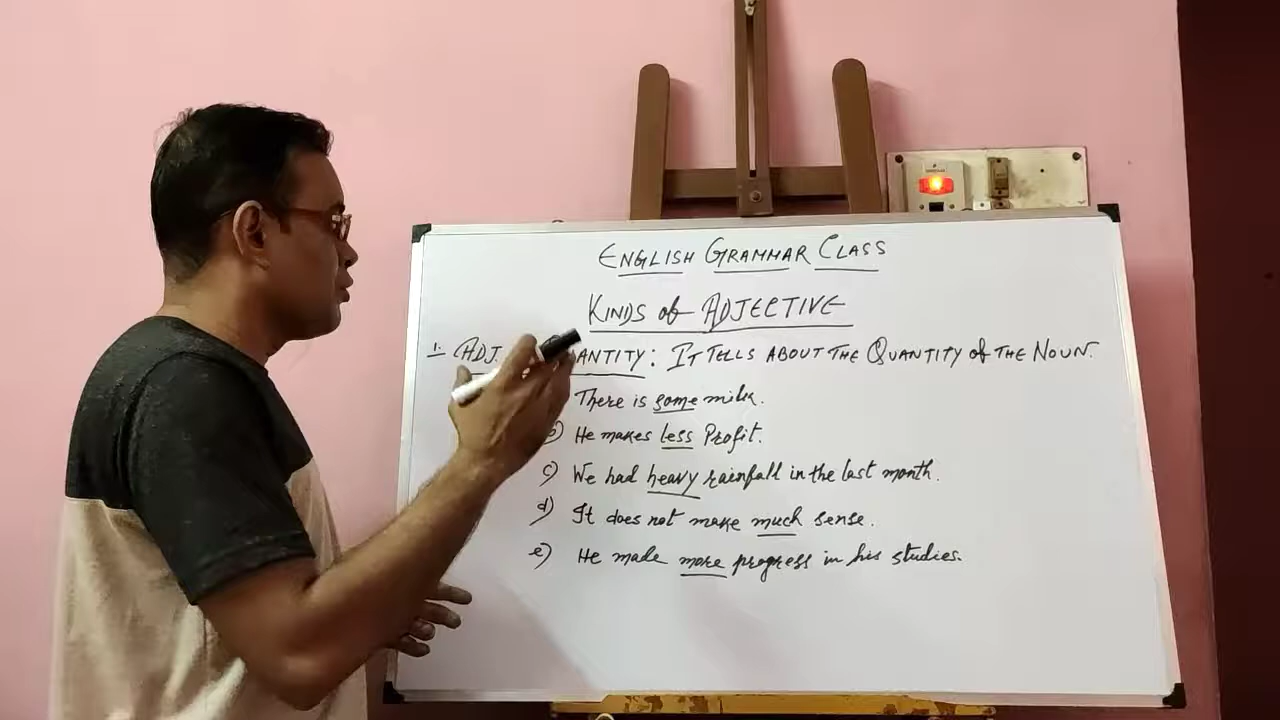 ENGLISH GRAMMAR CLASS
KINDS of ADJECTIVE
1. ADJ. ANTITY: IT TELLS ABOUT THE QUANTITY of THE NOUN.
There is some milk.
b) He makes less Profit.
c) We had heavy rainfall in the last month.
d) It does not make much sense.
e) He made more progress in his studies.